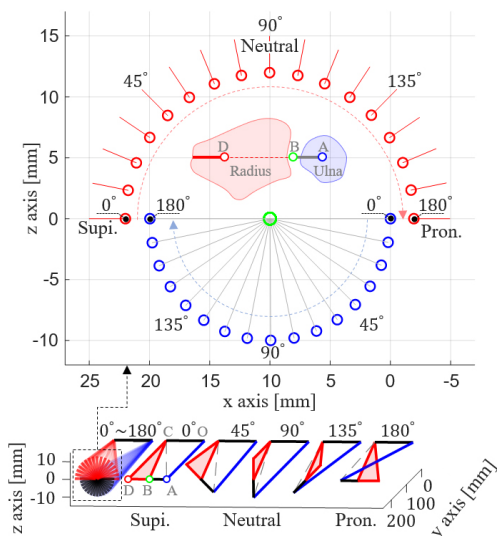 90°
Neutral
45°
135°
D
B
A
Radius
Ulna
0°
180°
0°
180°
Supi.
Pron.
135°
45°
90°
10
5
0
-5
-10
z axis [mm]
25
20
15
10
5
0
-5
x axis [mm]
0°~180°
C
0°
O
45°
90°
135°
180°
10
0
-10
z axis [mm]
D
B
A
Supi.
Neutral
Pron.
0
100
200
y axis [mm]